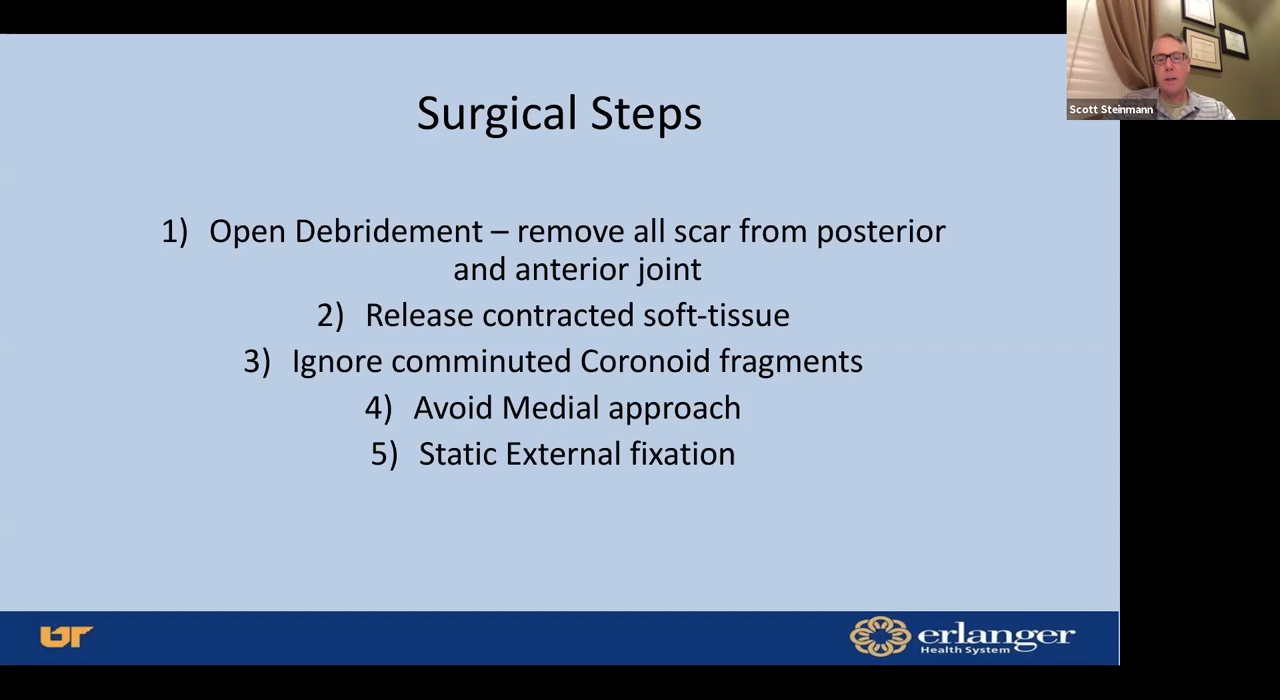 Scott Steinmann
Surgical Steps
1) Open Debridement – remove all scar from posterior
and anterior joint
2) Release contracted soft-tissue
3) Ignore comminuted Coronoid fragments
4) Avoid Medial approach
5) Static External fixation
UT
erlanger
Health System